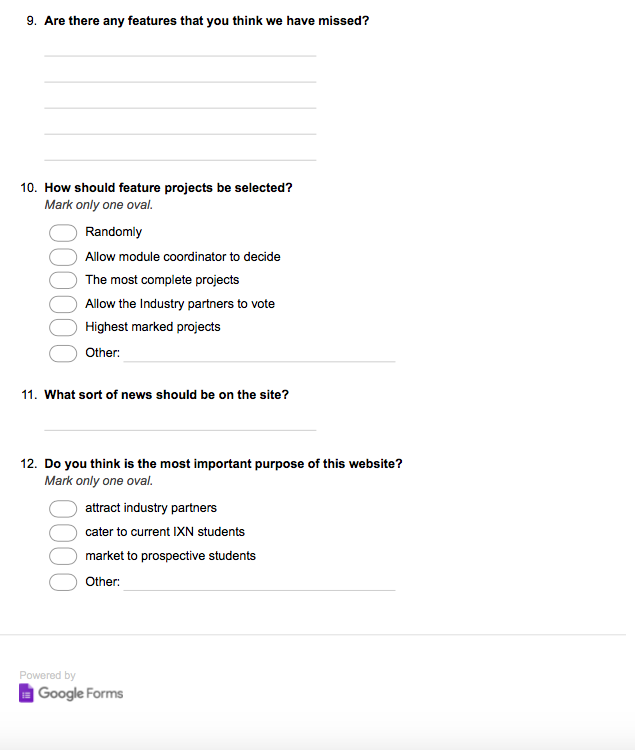 9. Are there any features that you think we have missed?
10. How should feature projects be selected?
Mark only one oval.
Randomly
Allow module coordinator to decide
The most complete projects
Allow the Industry partners to vote
Highest marked projects
Other:
11. What sort of news should be on the site?
12. Do you think is the most important purpose of this website?
Mark only one oval.
attract industry partners
cater to current IXN students
market to prospective students
Other:
Powered by
Google Forms